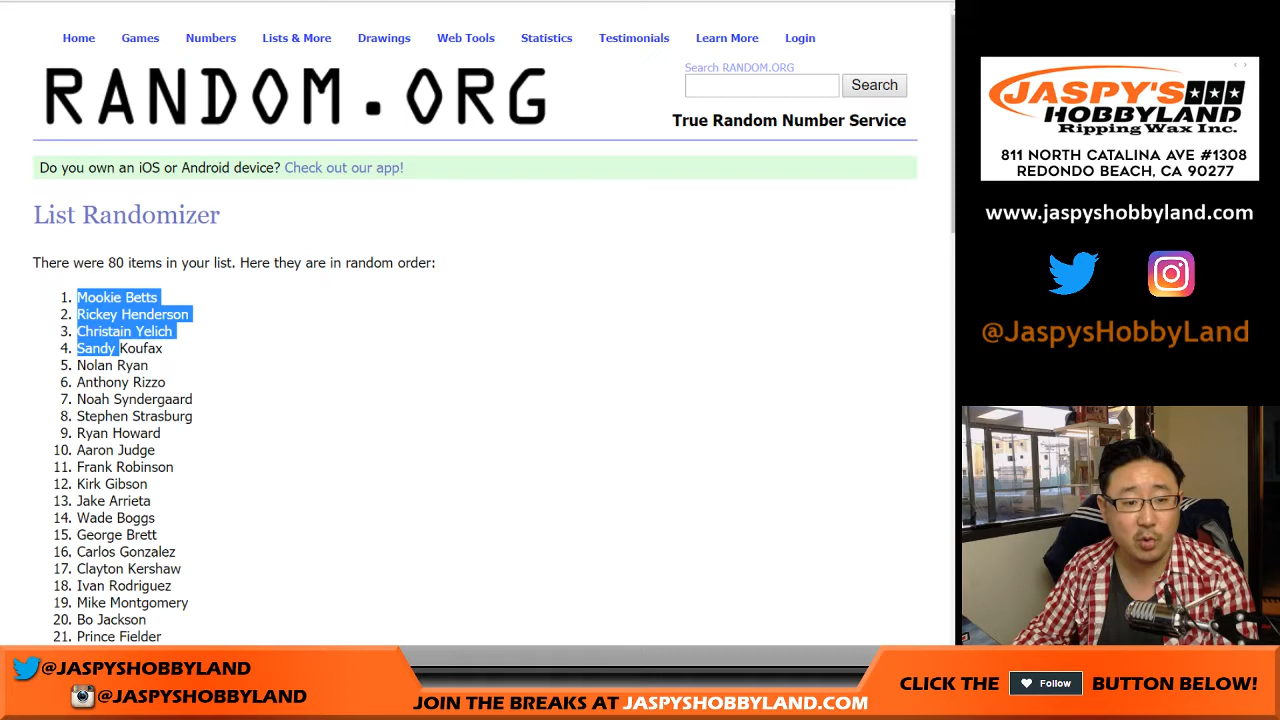 Home Games Numbers Lists & More Drawings Web Tools Statistics Testimonials Learn More Login
RANDOM.ORG
Search RANDOM.ORG
Search
True Random Number Service
Do you own an iOS or Android device? Check out our app!
List Randomizer
There were 80 items in your list. Here they are in random order:
1. Mookie Betts
2. Rickey Henderson
3. Christain Yelich
4. Sandy Koufax
5. Nolan Ryan
6. Anthony Rizzo
7. Noah Syndergaard
8. Stephen Strasburg
9. Ryan Howard
10. Aaron Judge
11. Frank Robinson
12. Kirk Gibson
13. Jake Arrieta
14. Wade Boggs
15. George Brett
16. Carlos Gonzalez
17. Clayton Kershaw
18. Ivan Rodriguez
19. Mike Montgomery
20. Bo Jackson
21. Prince Fielder
JASPY'S
HOBBYLAND
Ripping Wax Inc.
811 NORTH CATALINA AVE #1308
REDONDO BEACH, CA 90277
www.jaspyshobbyland.com
@JaspysHobbyLand
@JASPYSHOBBYLAND
@JASPYSHOBBYLAND
JOIN THE BREAKS AT JASPYSHOBBYLAND.COM
CLICK THE Follow BUTTON BELOW!